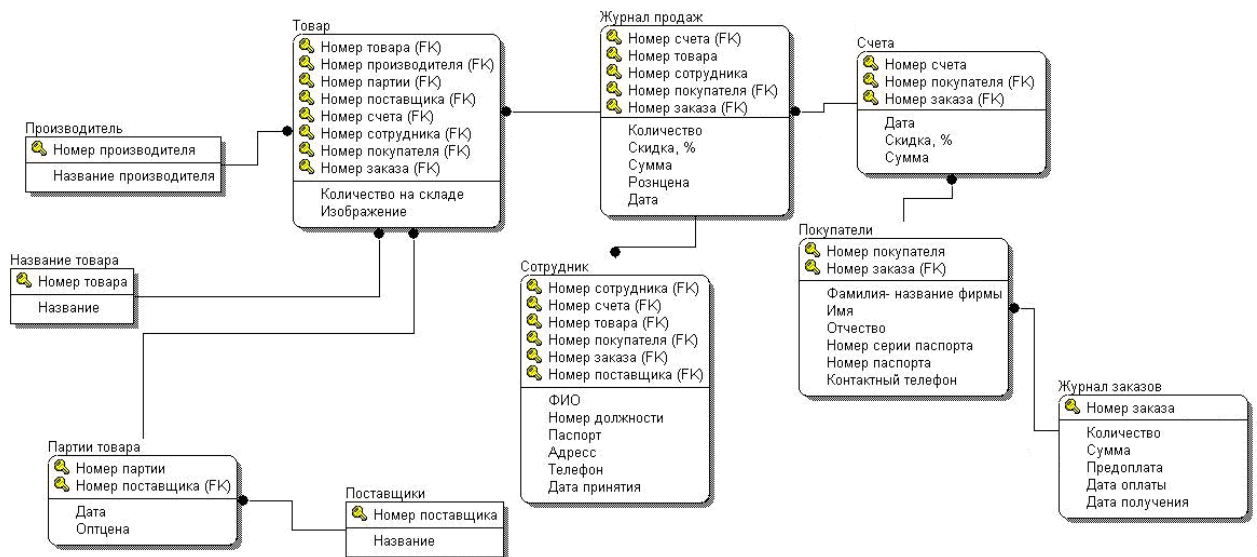 Товар
Номер товара (FK)
Номер производителя (FK)
Номер партии (FK)
Номер поставщика (FK)
Номер счета (FK)
Номер сотрудника (FK)
Номер покупателя (FK)
Номер заказа (FK)
Количество на складе
Изображение
Журнал продаж
Номер счета (FK)
Номер товара
Номер сотрудника
Номер покупателя (FK)
Номер заказа (FK)
Количество
Скидка, %
Сумма
Рознцена
Дата
Счета
Номер счета
Номер покупателя (FK)
Номер заказа (FK)
Дата
Скидка, %
Сумма
Производитель
Номер производителя
Название производителя
Название товара
Номер товара
Название
Сотрудник
Номер сотрудника (FK)
Номер счета (FK)
Номер товара (FK)
Номер покупателя (FK)
Номер заказа (FK)
Номер поставщика (FK)
ФИО
Номер должности
Паспорт
Адресс
Телефон
Дата принятия
Покупатели
Номер покупателя
Номер заказа (FK)
Фамилия- название фирмы
Имя
Отчество
Номер серии паспорта
Номер паспорта
Контактный телефон
Журнал заказов
Номер заказа
Количество
Сумма
Предоплата
Дата оплаты
Дата получения
Партии товара
Номер партии
Номер поставщика (FK)
Дата
Оптцена
Поставщики
Номер поставщика
Название